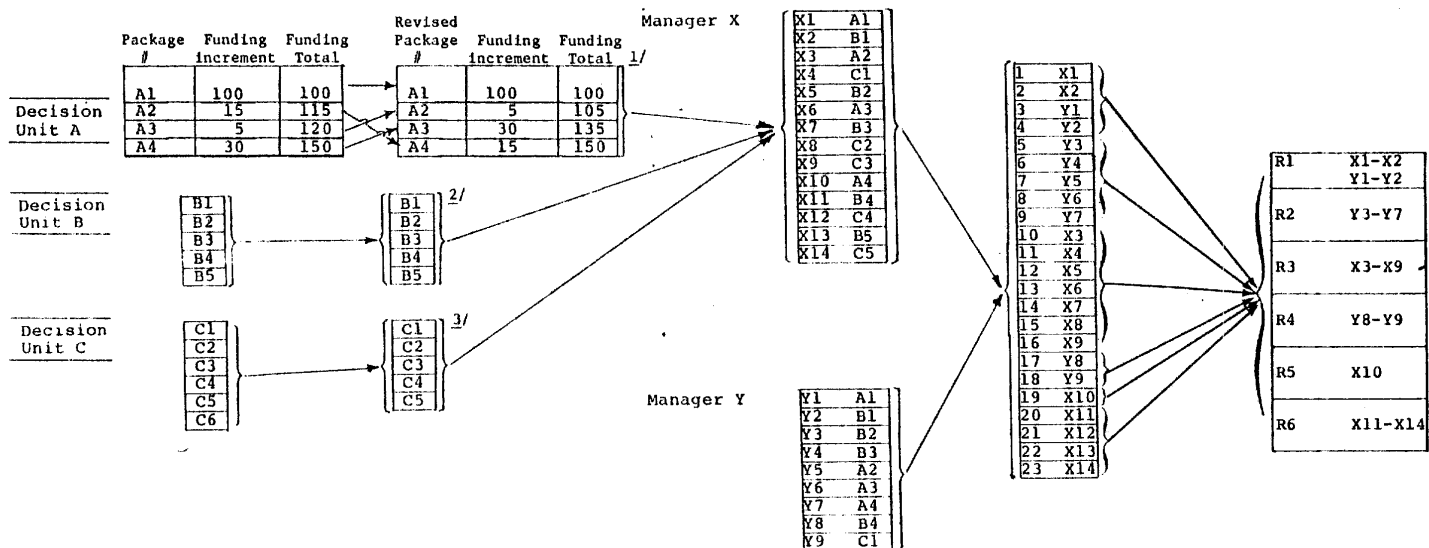 Package # Funding increment Funding Total
Decision Unit A
A1 100 100
A2 15 115
A3 5 120
A4 30 150
Revised Package # Funding increment Funding Total 1/
A1 100 100
A2 5 105
A3 30 135
A4 15 150
Decision Unit B
B1
B2
B3
B4
B5
2/
B1
B2
B3
B4
B5
Decision Unit C
C1
C2
C3
C4
C5
C6
3/
C1
C2
C3
C4
C5
Manager X
X1 A1
X2 B1
X3 A2
X4 C1
X5 B2
X6 A3
X7 B3
X8 C2
X9 C3
X10 A4
X11 B4
X12 C4
X13 B5
X14 C5
Manager Y
Y1 A1
Y2 B1
Y3 B2
Y4 B3
Y5 A2
Y6 A3
Y7 A4
Y8 B4
Y9 C1
1 X1
2 X2
3 Y1
4 Y2
5 Y3
6 Y4
7 Y5
8 Y6
9 Y7
10 X3
11 X4
12 X5
13 X6
14 X7
15 X8
16 X9
17 Y8
18 Y9
19 X10
20 X11
21 X12
22 X13
23 X14
R1 X1-X2
Y1-Y2
R2 Y3-Y7
R3 X3-X9
R4 Y8-Y9
R5 X10
R6 X11-X14